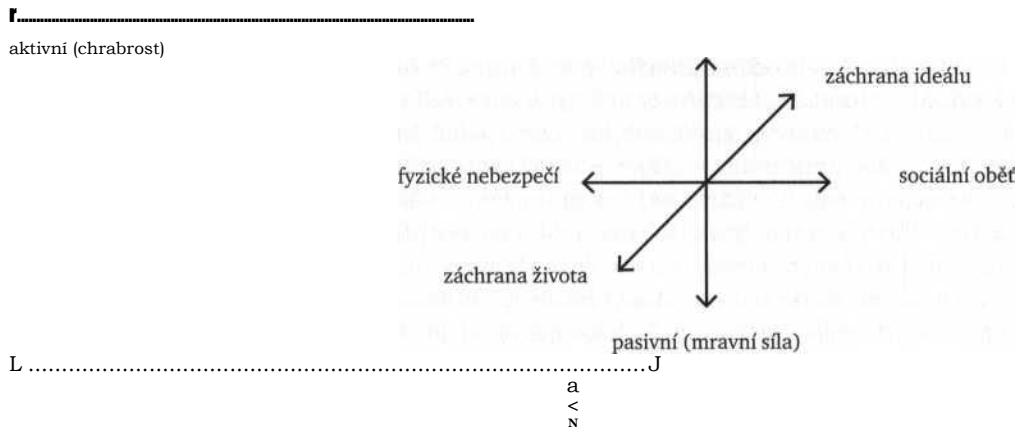 r...............................................................................................
aktivní (chrabrost)
záchrana ideálu
fyzické nebezpečí
sociální oběť
záchrana života
pasivní (mravní síla)
L ............................................................................................J
a
<
N